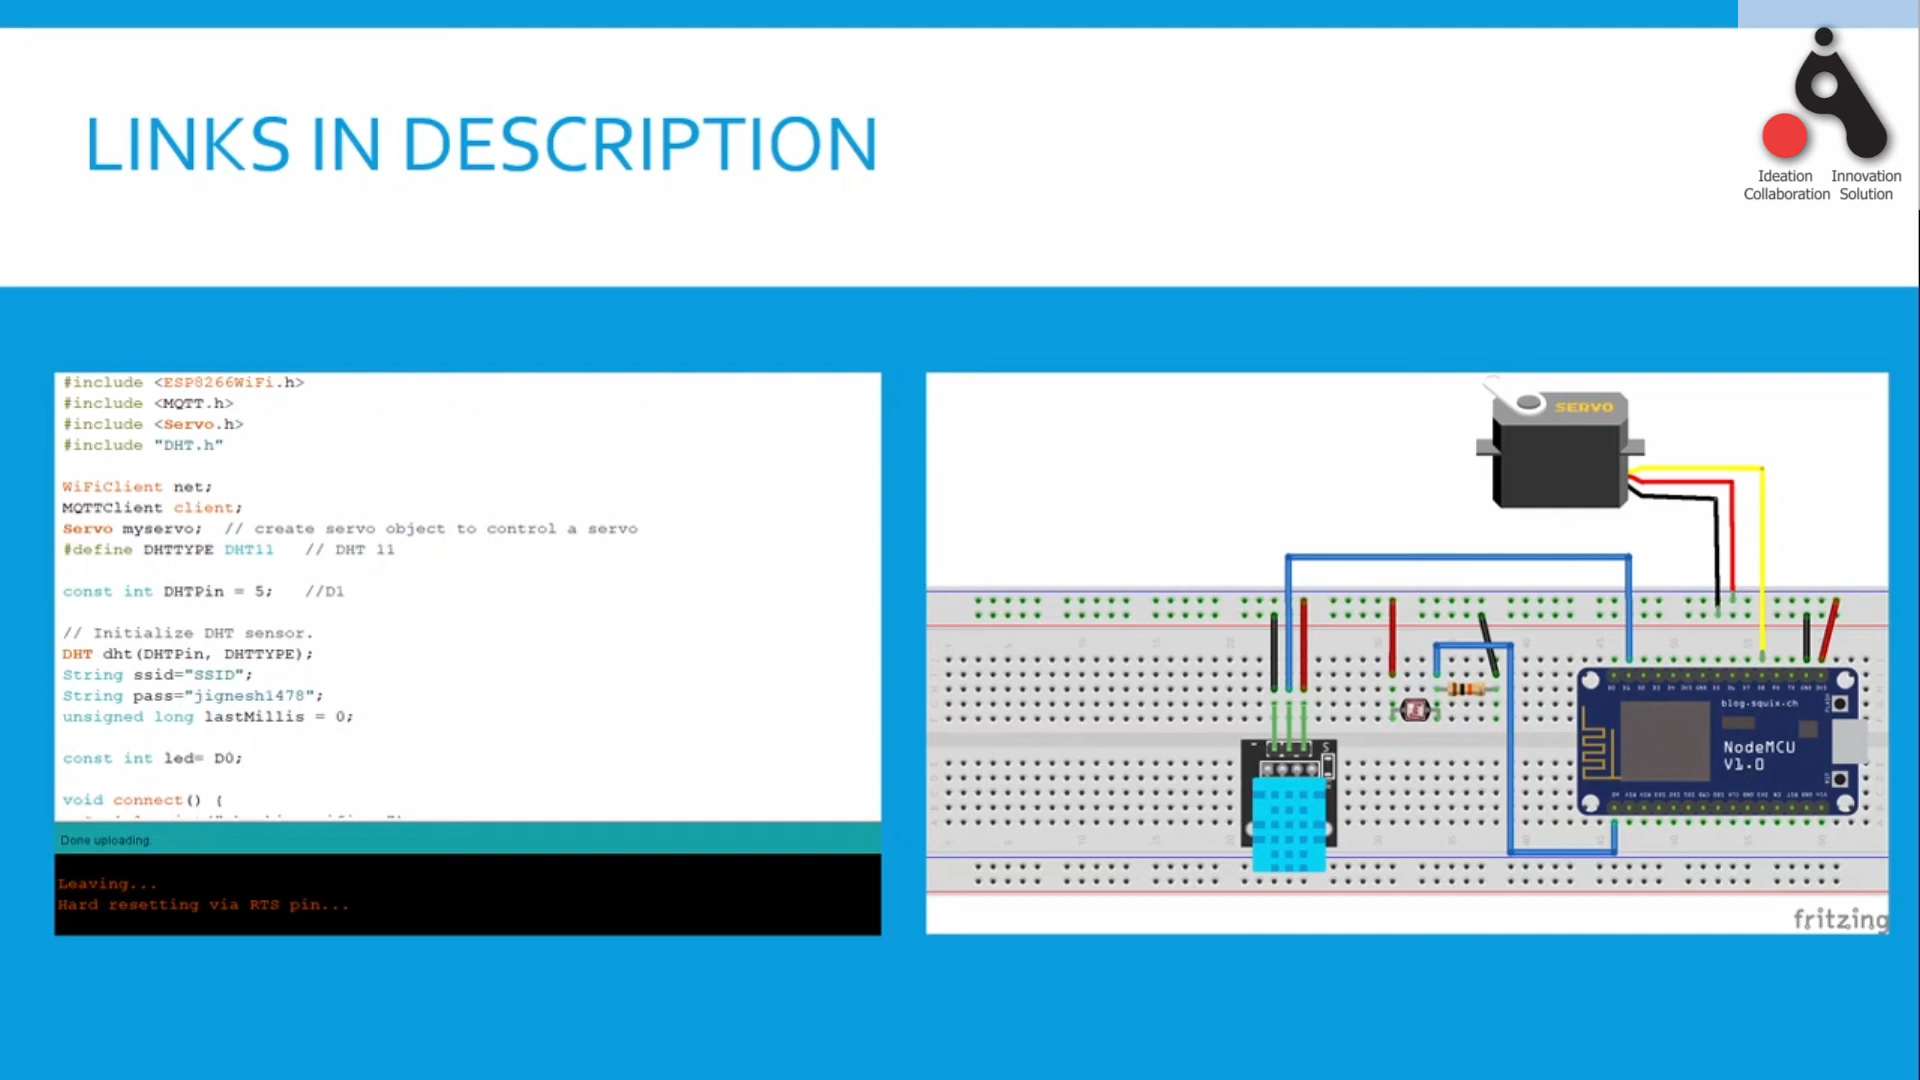 LINKS IN DESCRIPTION
Ideation Innovation
Collaboration Solution
#include <ESP8266WiFi.h>
#include <MQTT.h>
#include <Servo.h>
#include "DHT.h"
WiFiClient net;
MQTTClient client;
Servo myservo;  // create servo object to control a servo
#define DHTTYPE DHT11   // DHT 11
const int DHTPin = 5;   //D1
// Initialize DHT sensor.
DHT dht(DHTPin, DHTTYPE);
String ssid="SSID";
String pass="jignesh1478";
unsigned long lastMillis = 0;
const int led= D0;
void connect() {
Done uploading.
Leaving...
Hard resetting via RTS pin...
SERVO
S
blog.squix.ch
NodeMCU
V1.0
fritzing